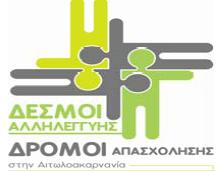 ΔΕΣΜΟΙ
ΑΛΛΗΛΕΓΓΥΗΣ
ΔΡΟΜΟΙ ΑΠΑΣΧΟΛΗΣΗΣ
στην Αιτωλοακαρνανία